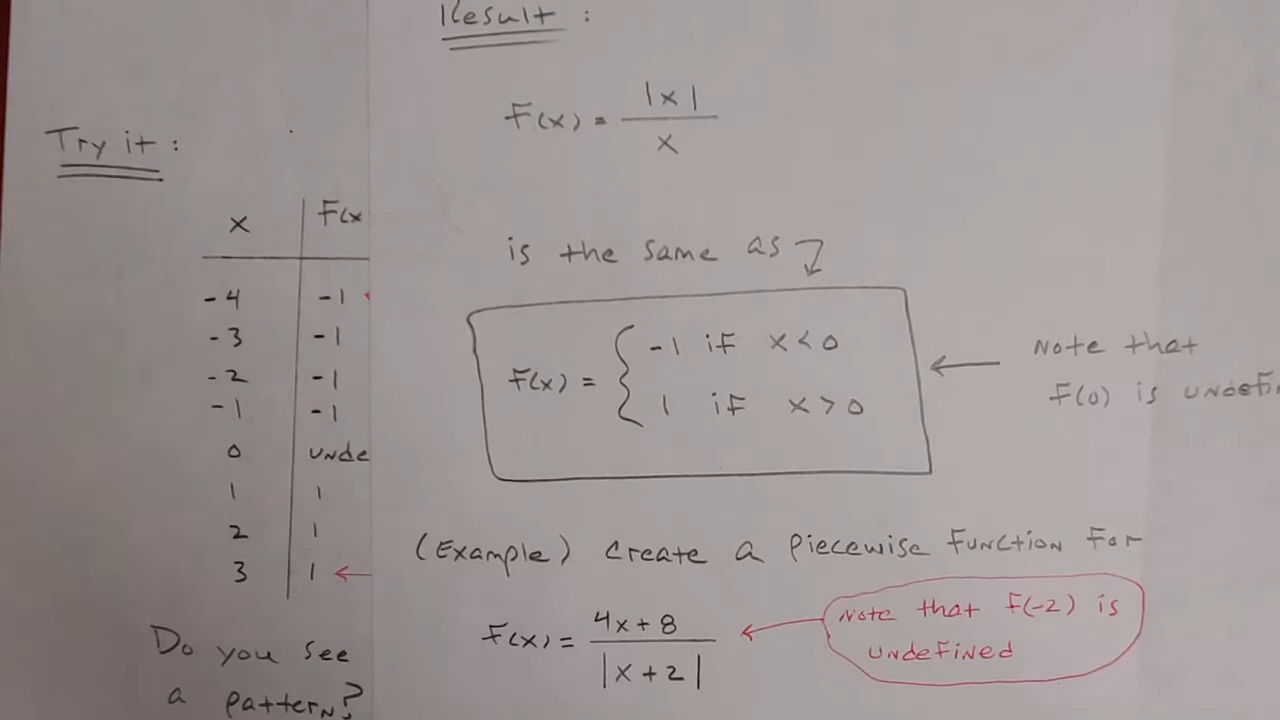 Try it :
x | F(x
-4 | -1
-3 | -1
-2 | -1
-1 | -1
0 | unde
1 | 1
2 | 1
3 | 1
Do you see
a pattern?
Result :
F(x) = |x| / x
is the same as
F(x) = { -1 if x < 0
1 if x > 0
Note that
F(0) is undefin
(Example) Create a piecewise function for
F(x) = 4x + 8 / |x + 2|
Note that F(-2) is
undefined